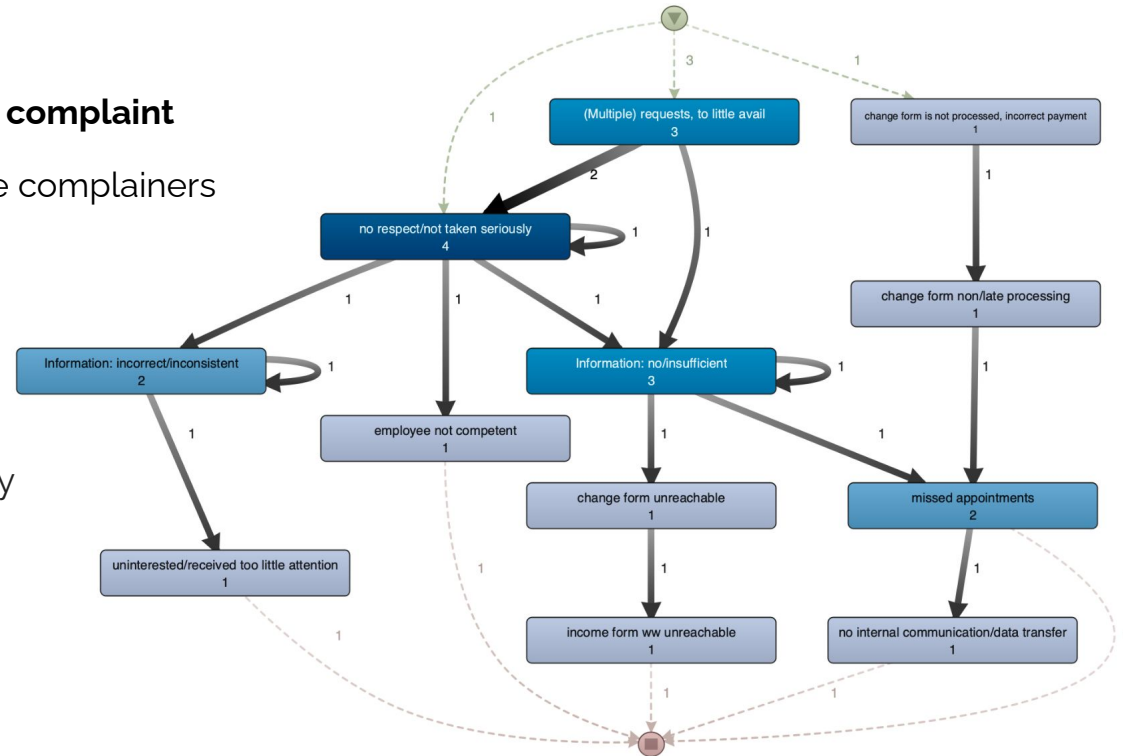 complaint
e complainers
y
3
1
1
(Multiple) requests, to little avail
3
change form is not processed, incorrect payment
1
2
1
1
no respect/not taken seriously
4
1
1
1
1
change form non/late processing
1
Information: incorrect/inconsistent
2
1
Information: no/insufficient
3
1
1
employee not competent
1
1
1
1
change form unreachable
1
missed appointments
2
uninterested/received too little attention
1
1
1
1
income form ww unreachable
1
no internal communication/data transfer
1
1
1
1